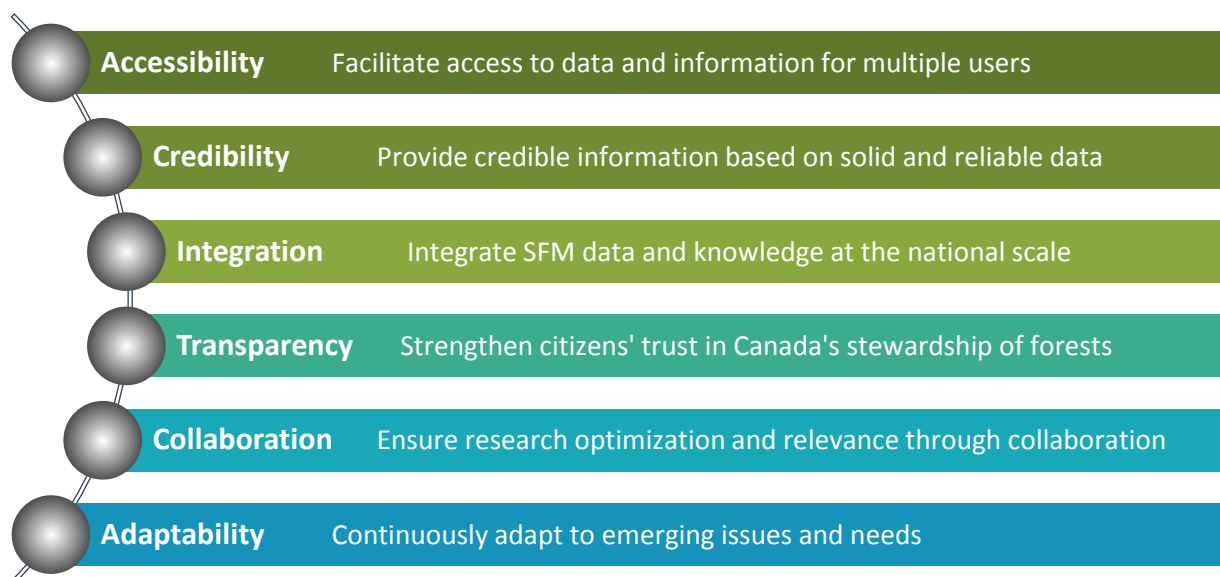 Accessibility Facilitate access to data and information for multiple users
Credibility Provide credible information based on solid and reliable data
Integration Integrate SFM data and knowledge at the national scale
Transparency Strengthen citizens' trust in Canada's stewardship of forests
Collaboration Ensure research optimization and relevance through collaboration
Adaptability Continuously adapt to emerging issues and needs